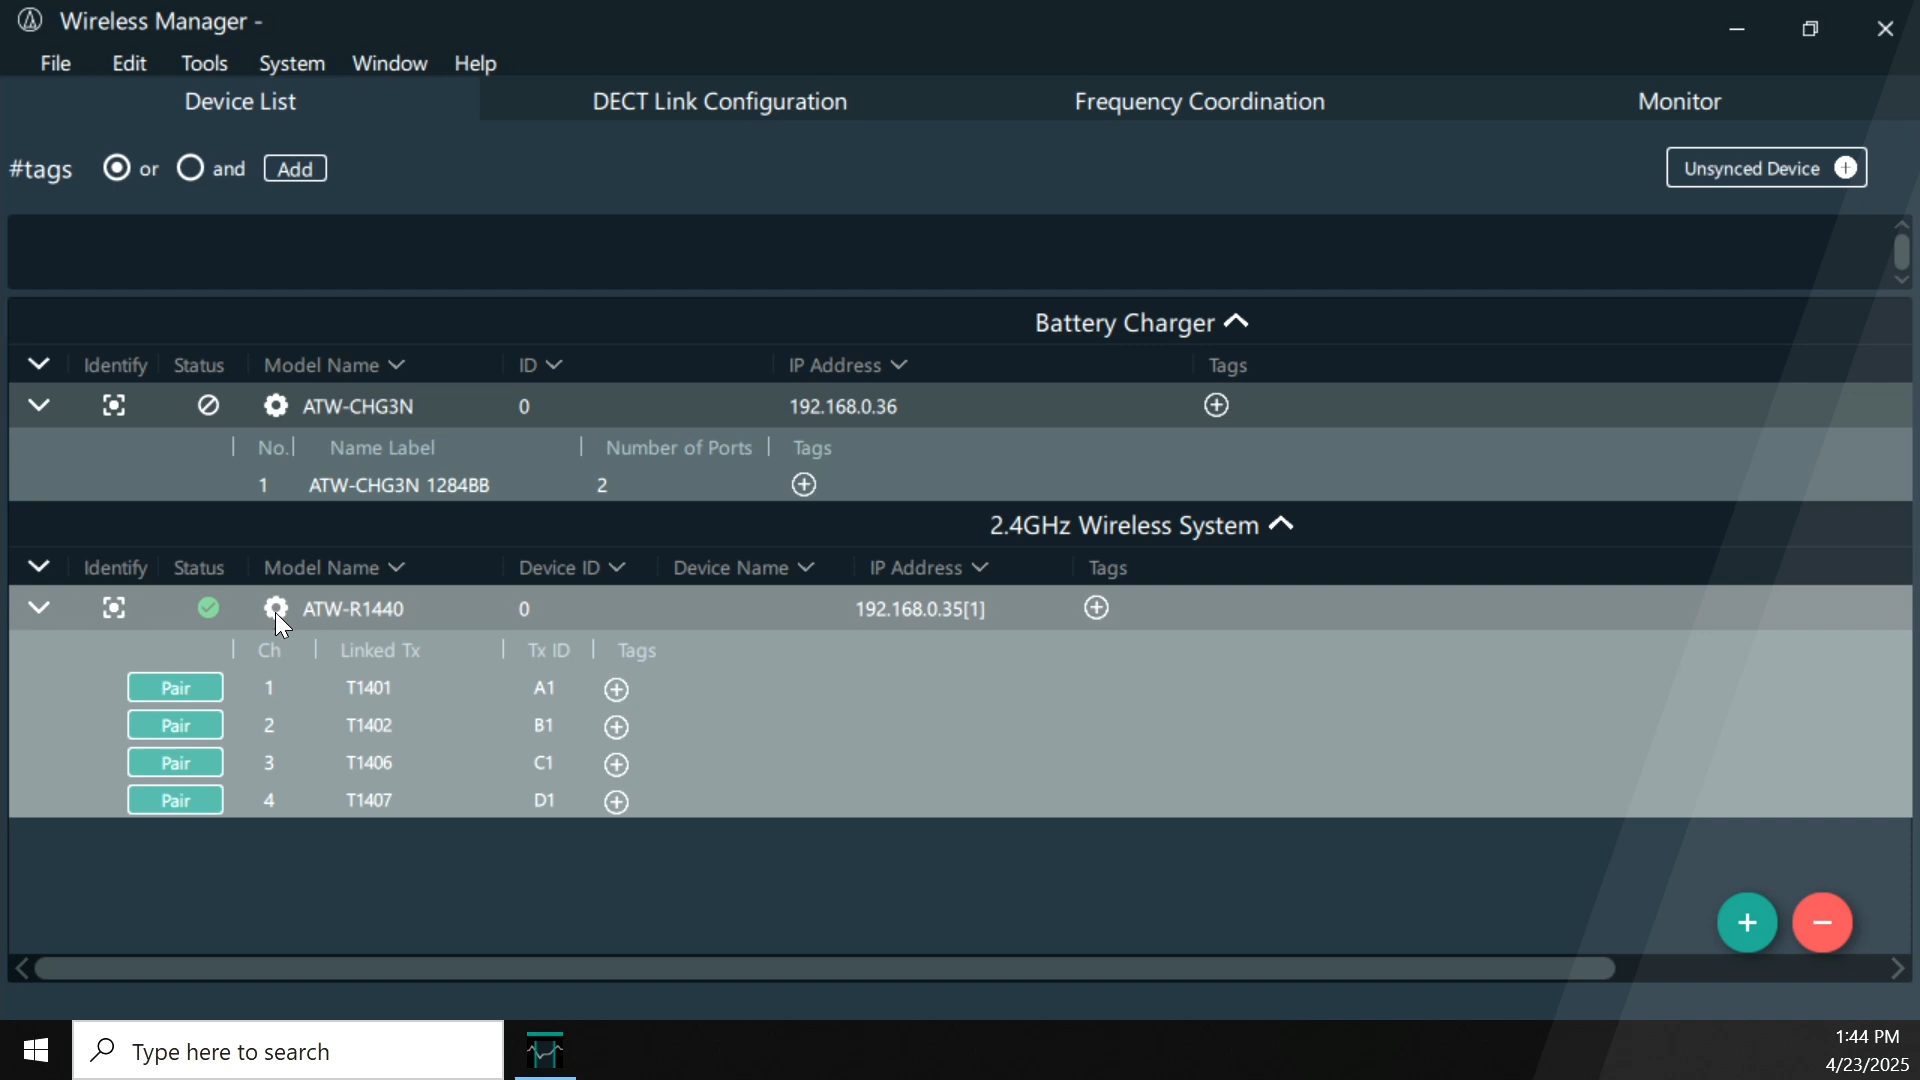 Wireless Manager -
File Edit Tools System Window Help
Device List DECT Link Configuration Frequency Coordination Monitor
#tags or and Add Unsynced Device
Battery Charger
Identify Status Model Name ID IP Address Tags
ATW-CHG3N 0 192.168.0.36
No. Name Label Number of Ports Tags
1 ATW-CHG3N 1284BB 2
2.4GHz Wireless System
Identify Status Model Name Device ID Device Name IP Address Tags
ATW-R1440 0 192.168.0.35[1]
Ch Linked Tx Tx ID Tags
Pair 1 T1401 A1
Pair 2 T1402 B1
Pair 3 T1406 C1
Pair 4 T1407 D1
Type here to search
1:44 PM
4/23/2025